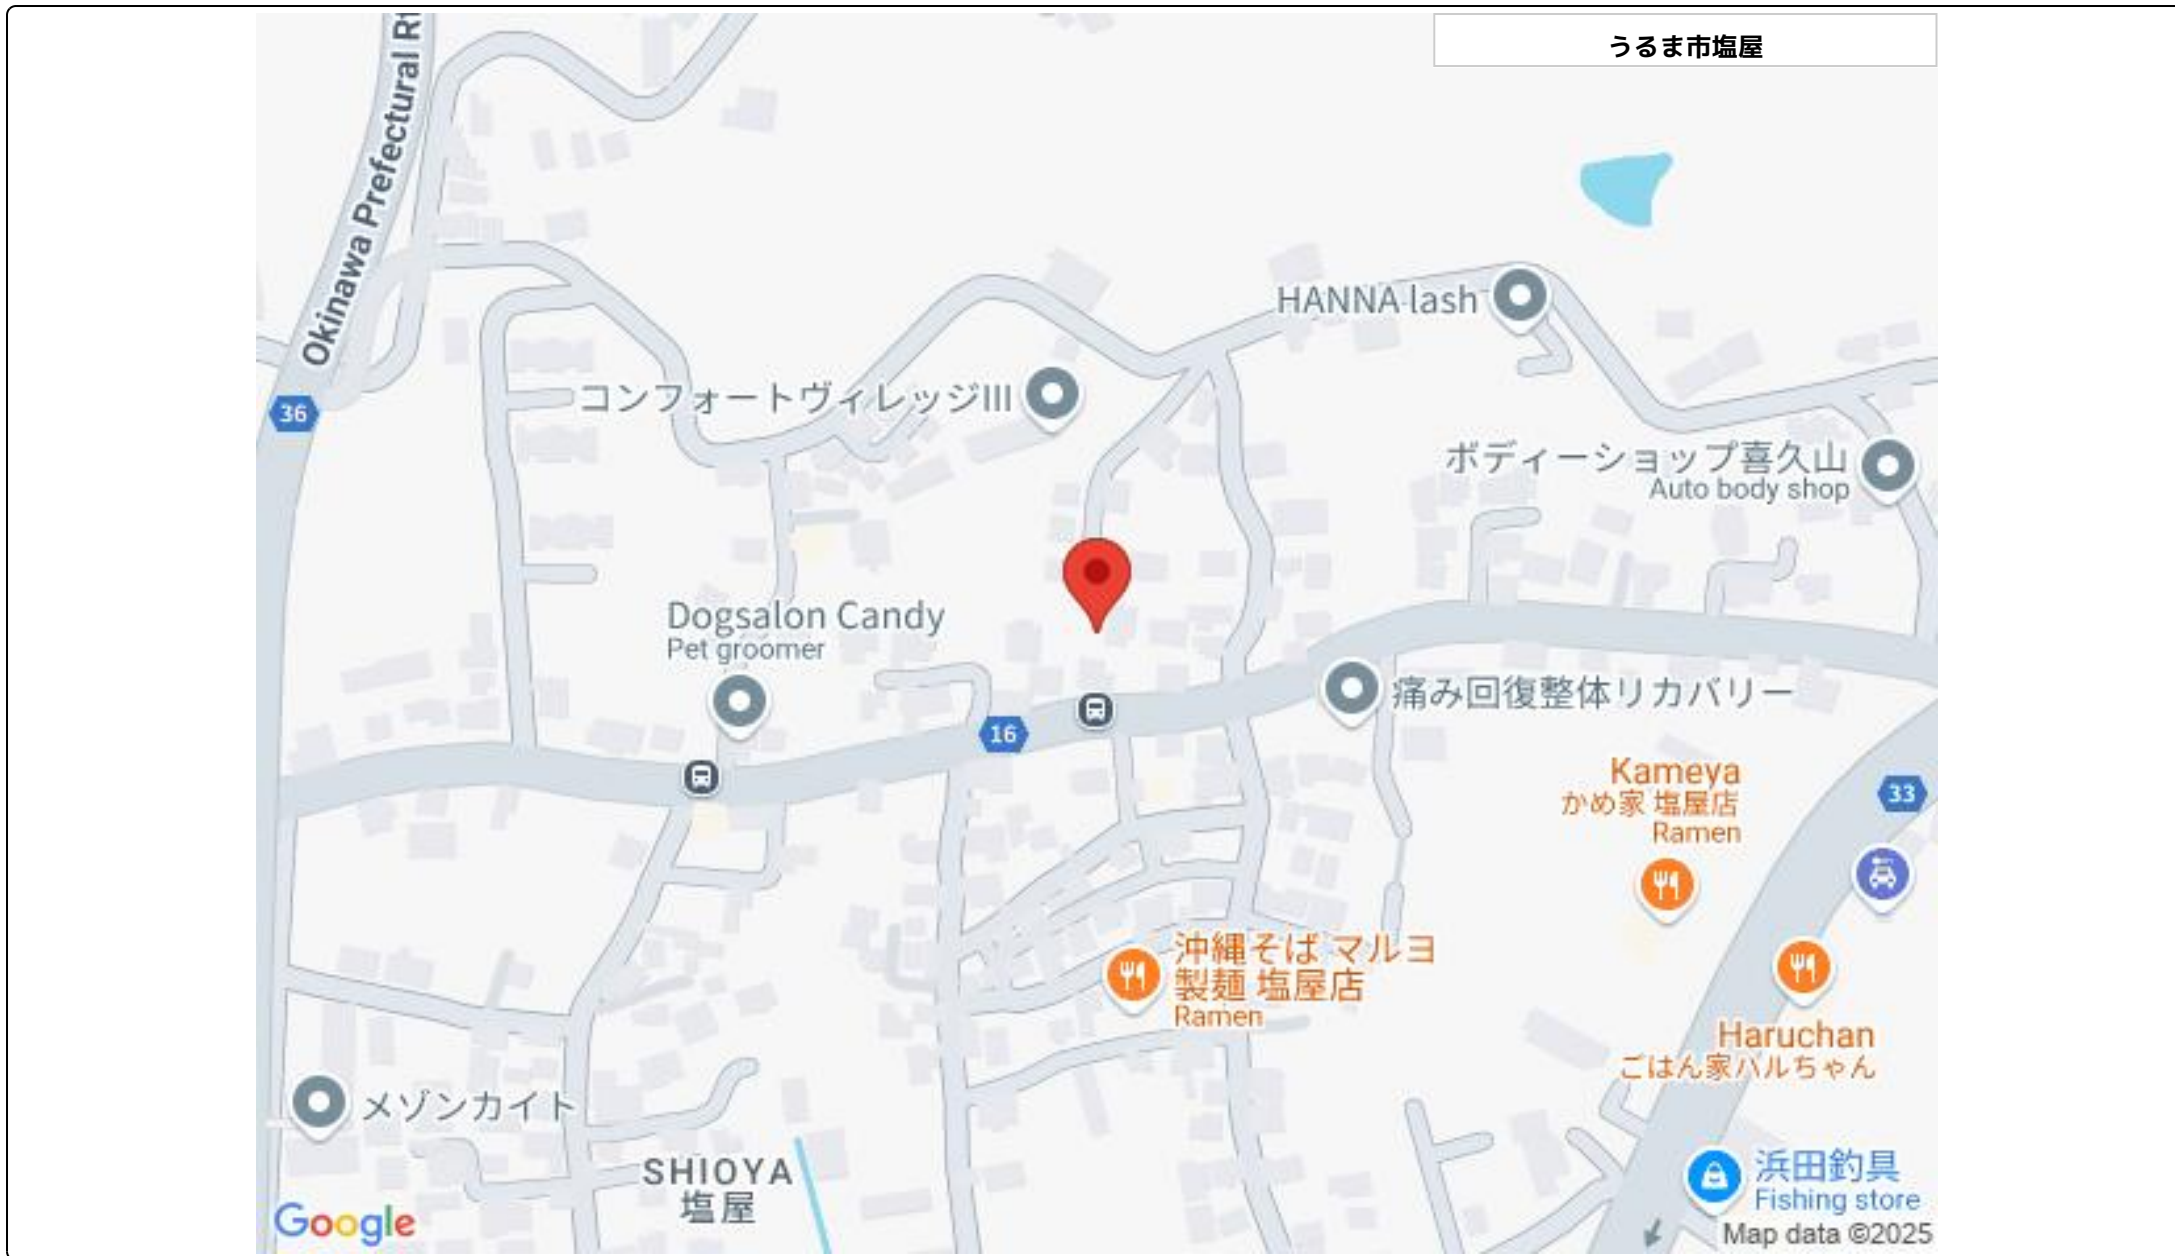 うるま市塩屋
Okinawa Prefectural Rt
HANNA lash
36
コンフォートヴィレッジIII
ボディーショップ喜久山
Auto body shop
Dogsalon Candy
Pet groomer
痛み回復整体リカバリー
16
Kameya
かめ家 塩屋店
Ramen
33
沖縄そば マルヨ
製麺 塩屋店
Ramen
Haruchan
ごはん家ハルちゃん
メゾンカイト
SHIOYA
塩屋
浜田釣具
Fishing store
Google
Map data ©2025